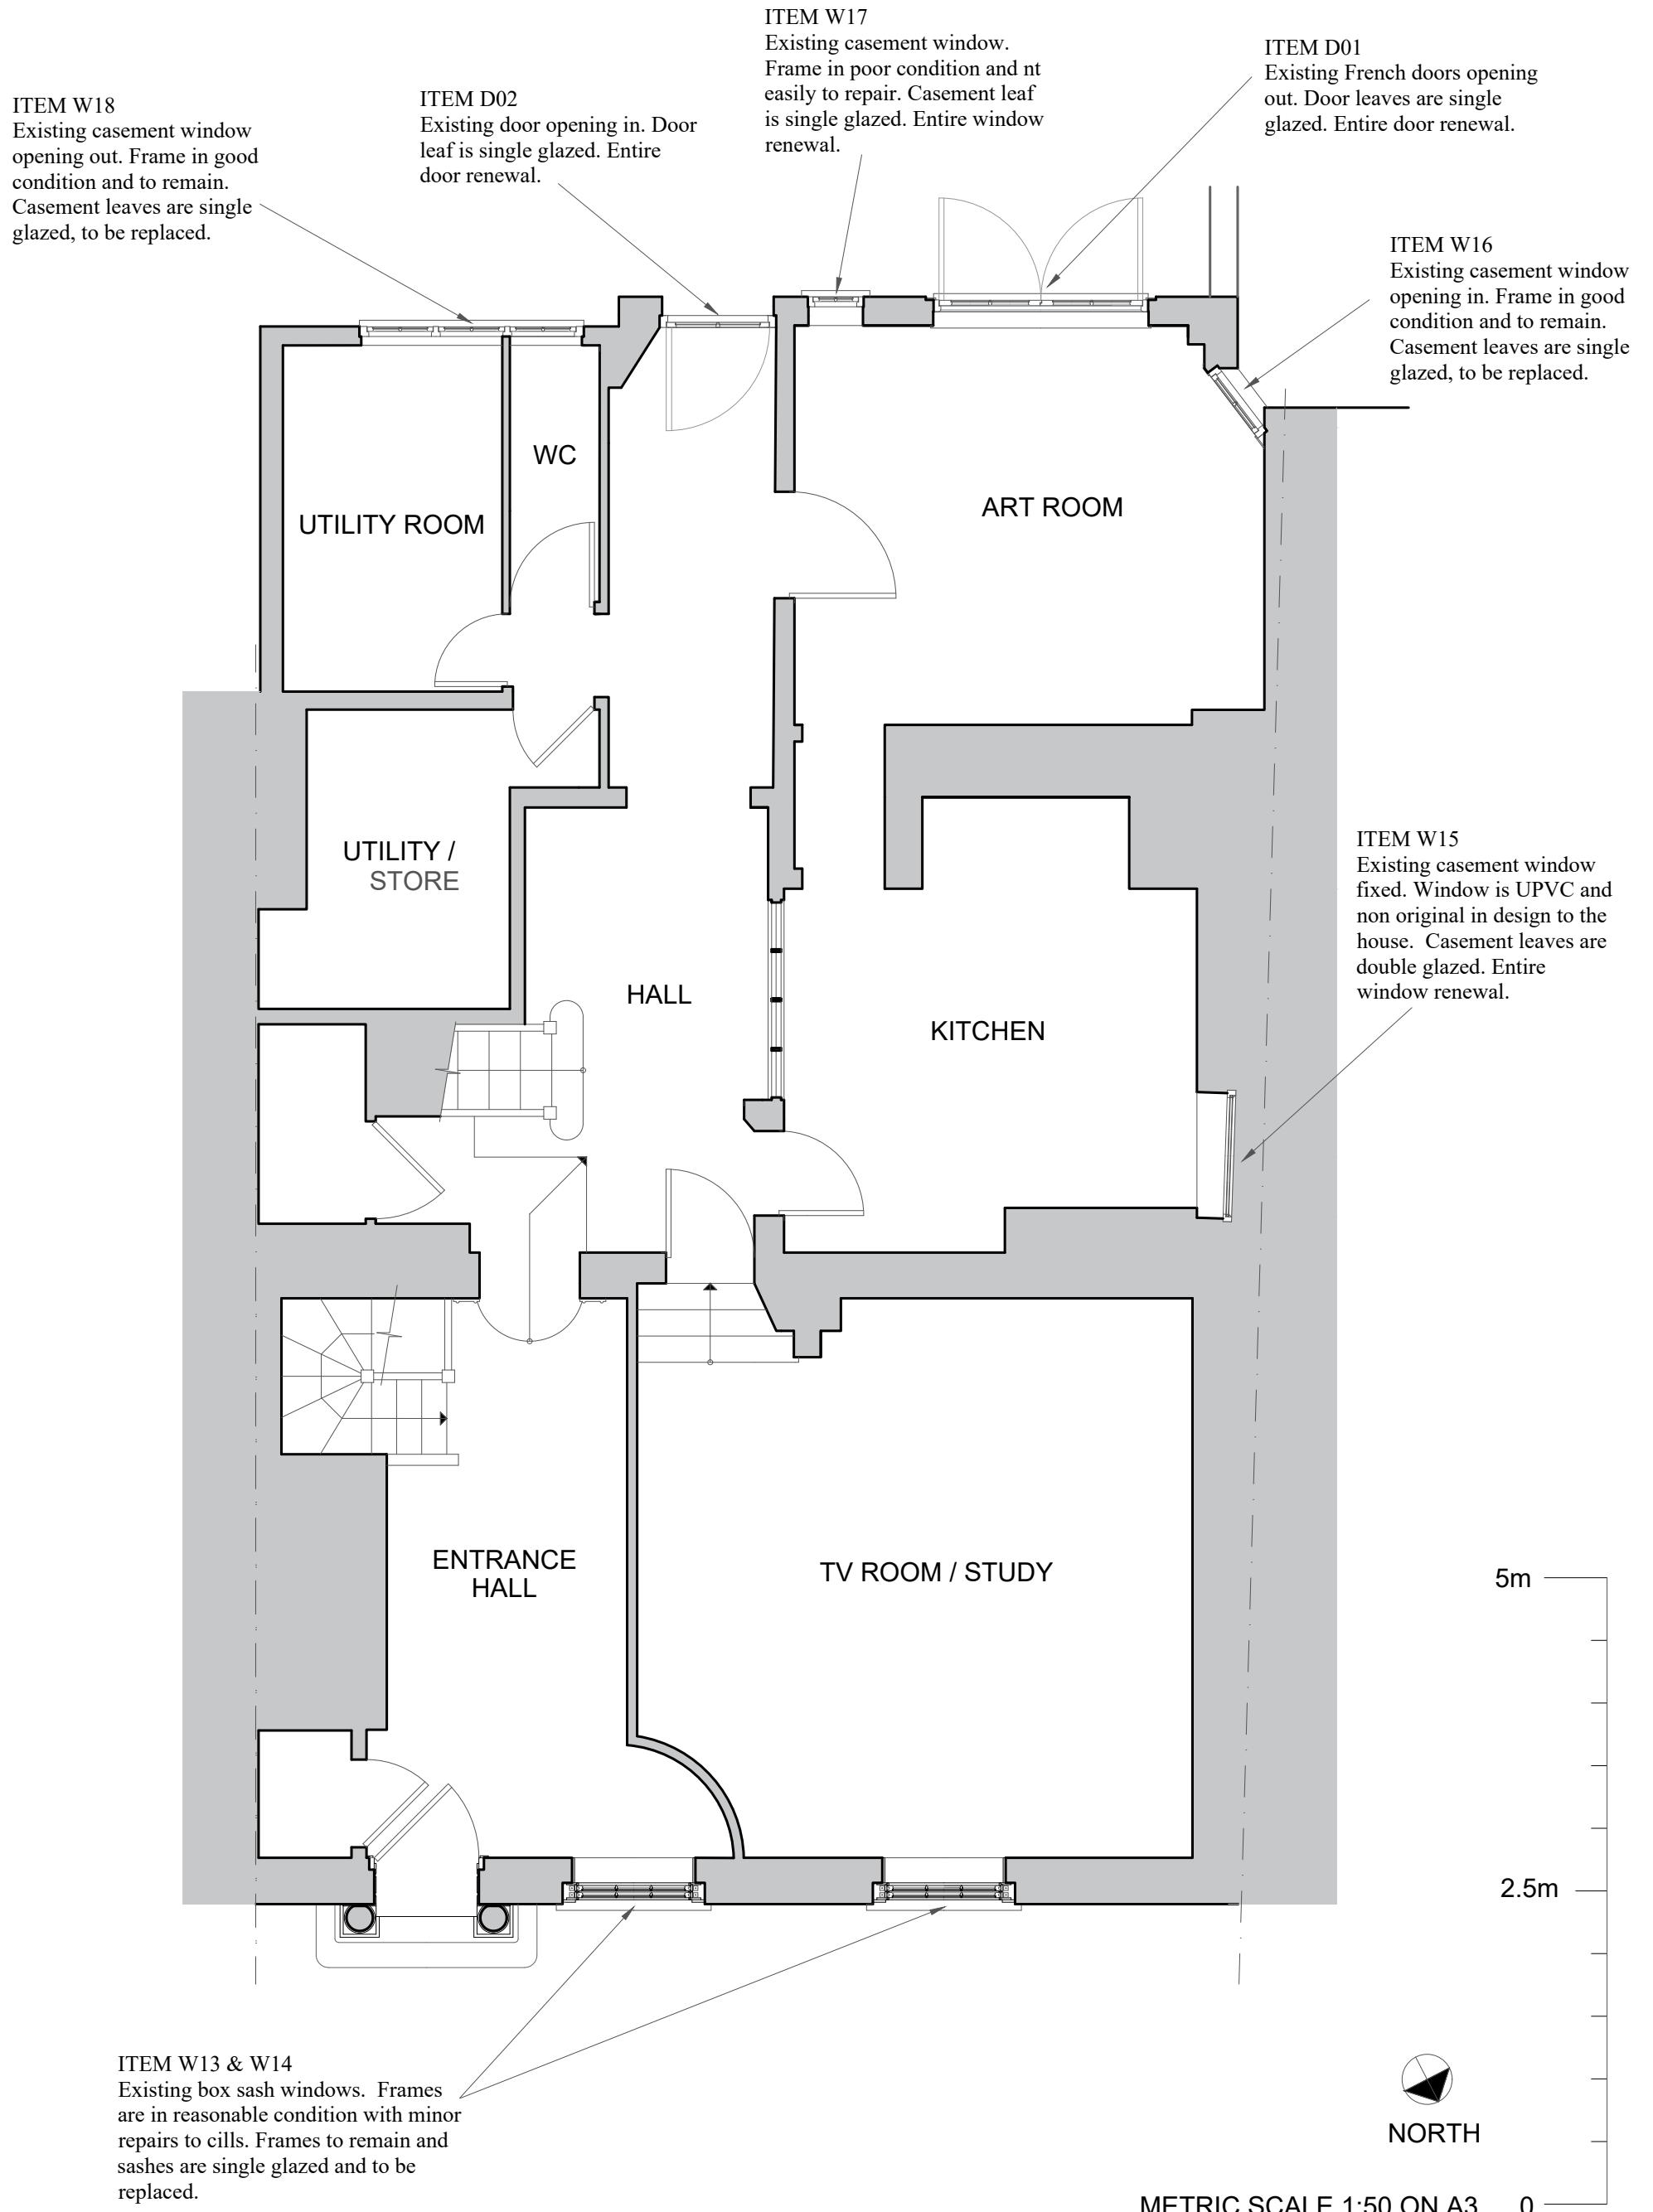 ITEM W17
Existing casement window.
Frame in poor condition and nt
easily to repair. Casement leaf
is single glazed. Entire window
renewal.
ITEM D01
Existing French doors opening
out. Door leaves are single
glazed. Entire door renewal.
ITEM W18
Existing casement window
opening out. Frame in good
condition and to remain.
Casement leaves are single
glazed, to be replaced.
ITEM D02
Existing door opening in. Door
leaf is single glazed. Entire
door renewal.
ITEM W16
Existing casement window
opening in. Frame in good
condition and to remain.
Casement leaves are single
glazed, to be replaced.
WC
UTILITY ROOM
ART ROOM
UTILITY /
STORE
ITEM W15
Existing casement window
fixed. Window is UPVC and
non original in design to the
house.  Casement leaves are
double glazed. Entire
window renewal.
HALL
KITCHEN
ENTRANCE
HALL
TV ROOM / STUDY
5m
2.5m
ITEM W13 & W14
Existing box sash windows.  Frames
are in reasonable condition with minor
repairs to cills. Frames to remain and
sashes are single glazed and to be
replaced.
NORTH
METRIC SCALE 1:50 ON A3
0